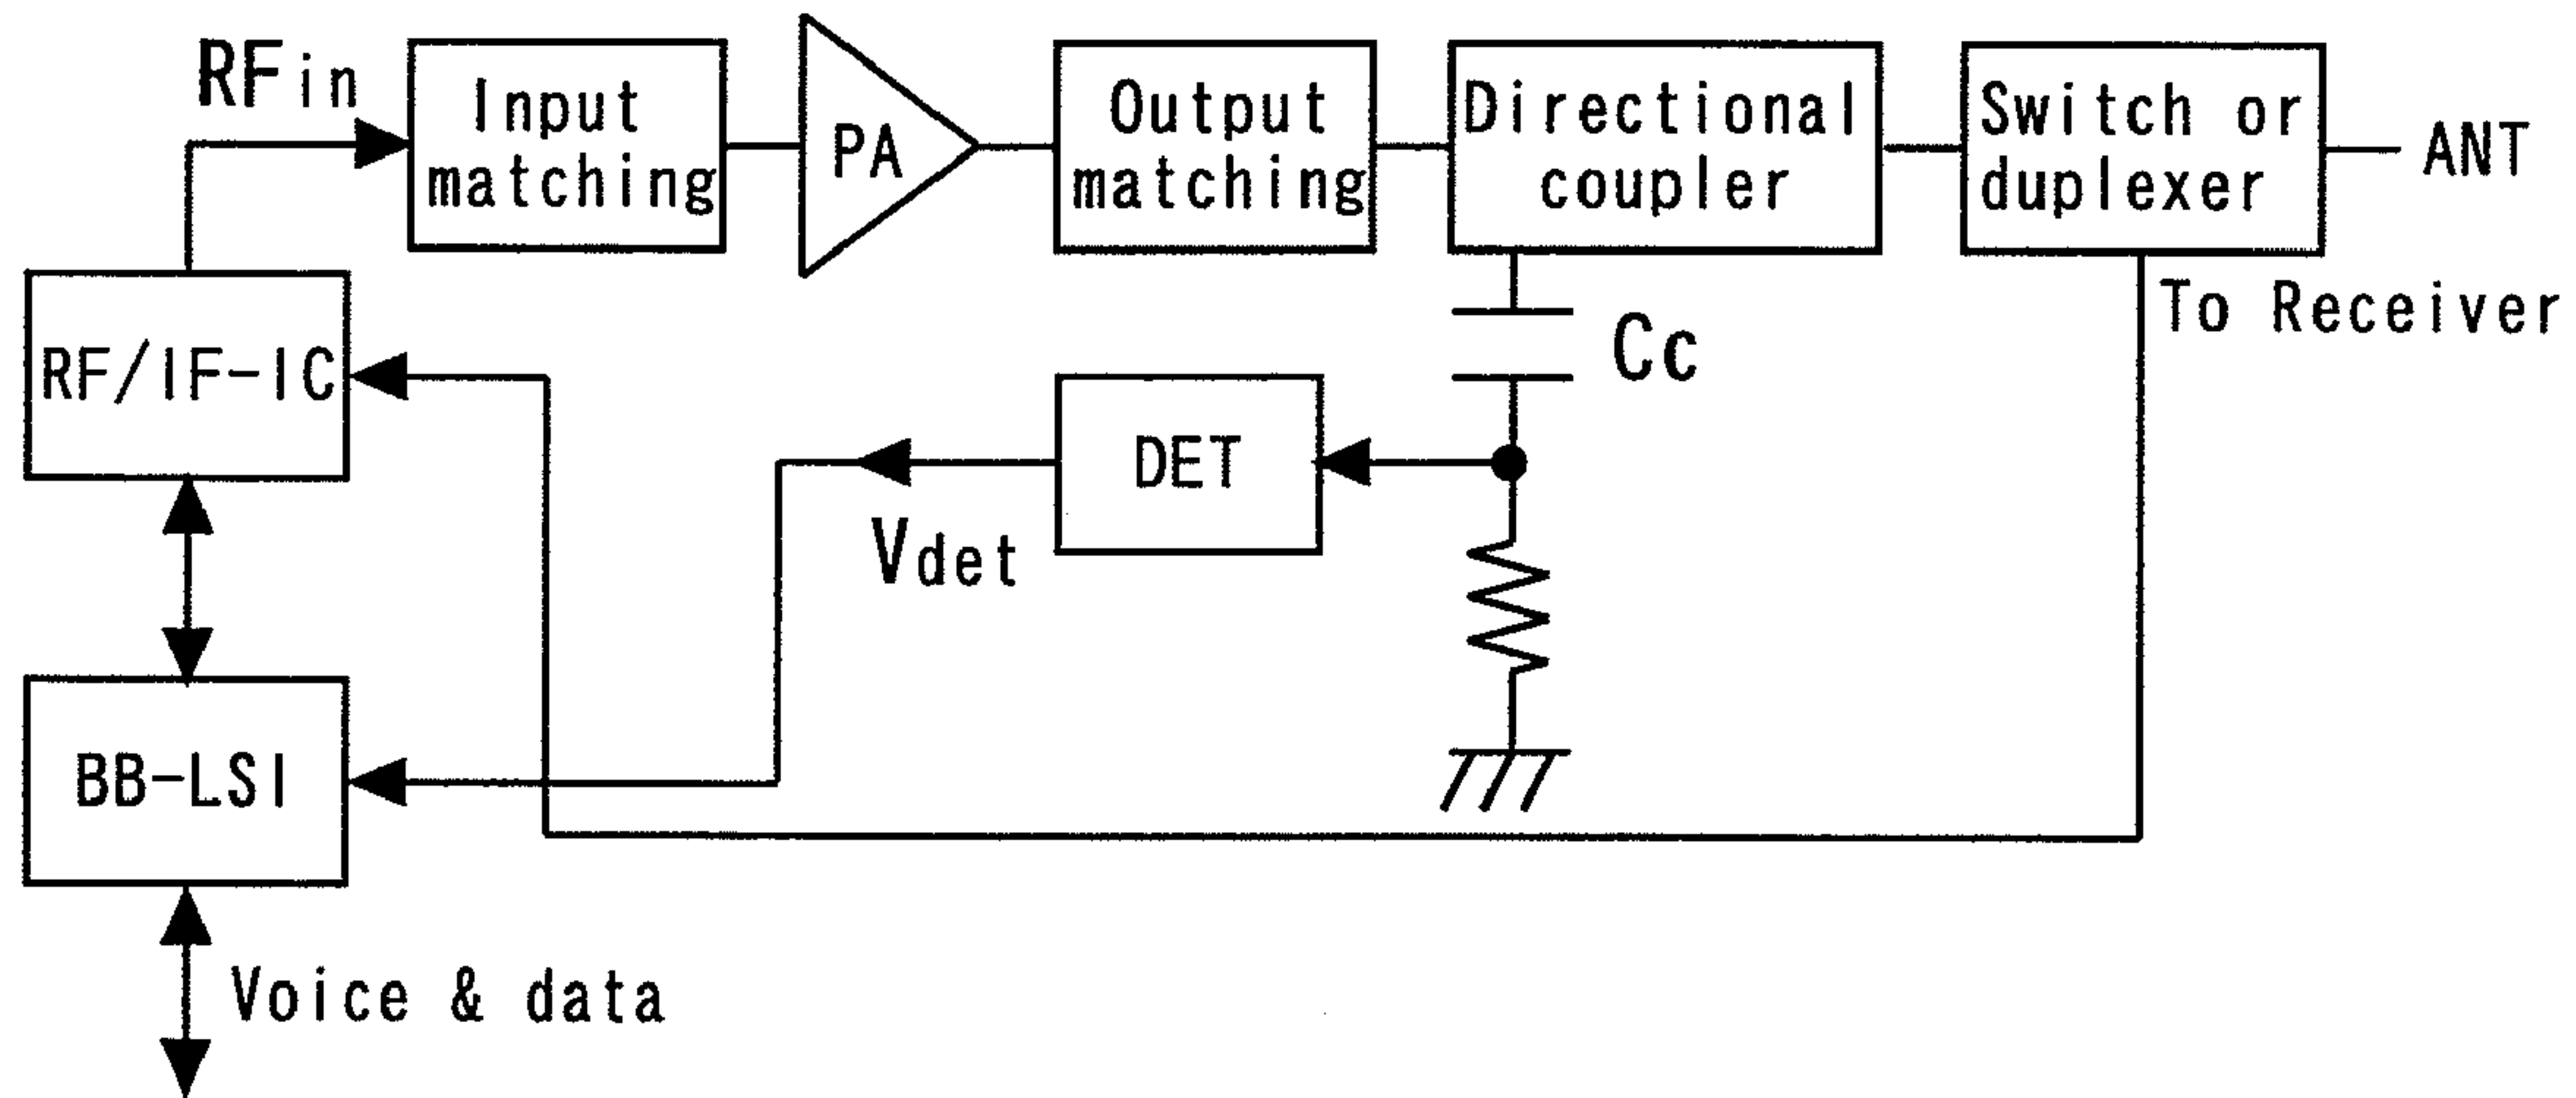 RFin
Input
matching
PA
Output
matching
Directional
coupler
Switch or
duplexer
ANT
To Receiver
RF/IF-IC
Cc
DET
Vdet
BB-LSI
Voice & data